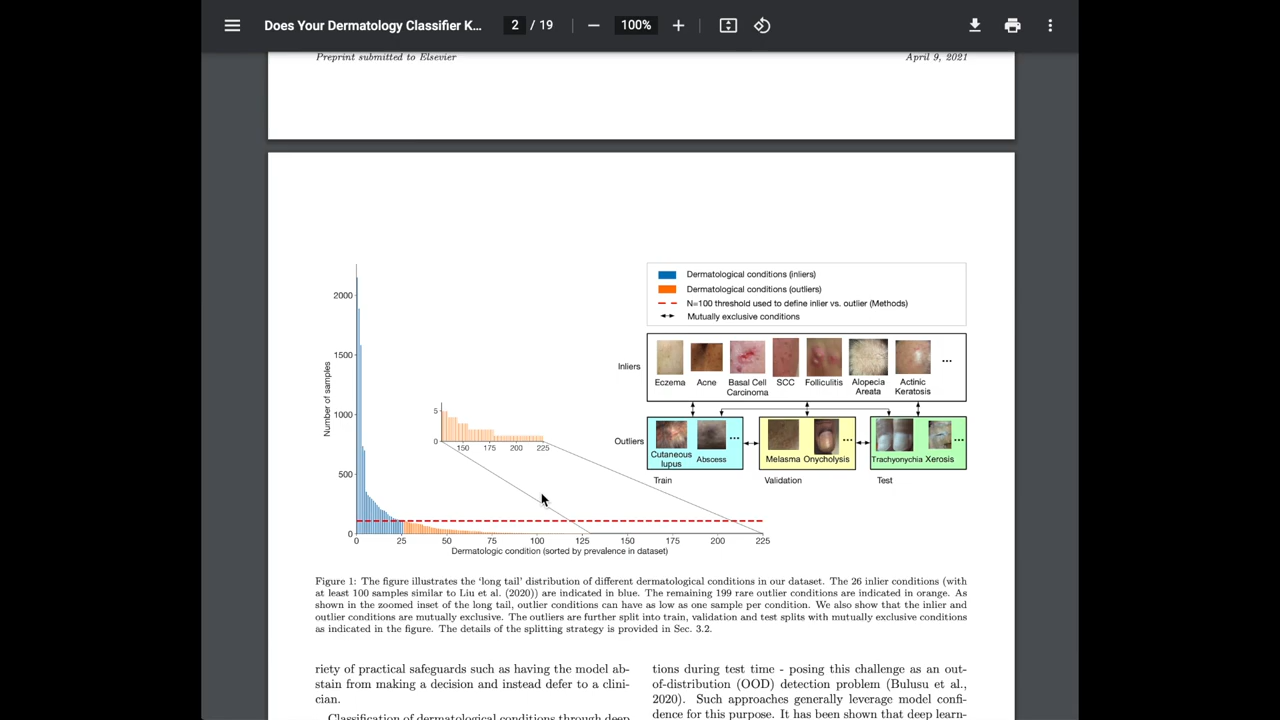 Does Your Dermatology Classifier K...
2 / 19
100%
Preprint submitted to Elsevier
April 9, 2021
Dermatological conditions (inliers)
Dermatological conditions (outliers)
N=100 threshold used to define inlier vs. outlier (Methods)
Mutually exclusive conditions
Number of samples
2000
1500
1000
500
0
5
0
150 175 200 225
0 25 50 75 100 125 150 175 200 225
Dermatologic condition (sorted by prevalence in dataset)
Inliers
Eczema
Acne
Basal Cell
Carcinoma
SCC
Folliculitis
Alopecia
Areata
Actinic
Keratosis
...
Outliers
Cutaneous
lupus
Abscess
...
Melasma
Onycholysis
...
Trachyonychia
Xerosis
...
Train
Validation
Test
Figure 1: The figure illustrates the ‘long tail’ distribution of different dermatological conditions in our dataset. The 26 inlier conditions (with
at least 100 samples similar to Liu et al. (2020)) are indicated in blue. The remaining 199 rare outlier conditions are indicated in orange. As
shown in the zoomed inset of the long tail, outlier conditions can have as low as one sample per condition. We also show that the inlier and
outlier conditions are mutually exclusive. The outliers are further split into train, validation and test splits with mutually exclusive conditions
as indicated in the figure. The details of the splitting strategy is provided in Sec. 3.2.
riety of practical safeguards such as having the model ab-
stain from making a decision and instead defer to a clini-
cian.
Classification of dermatological conditions through deep
tions during test time - posing this challenge as an out-
of-distribution (OOD) detection problem (Bulusu et al.,
2020). Such approaches generally leverage model confi-
dence for this purpose. It has been shown that deep learn-